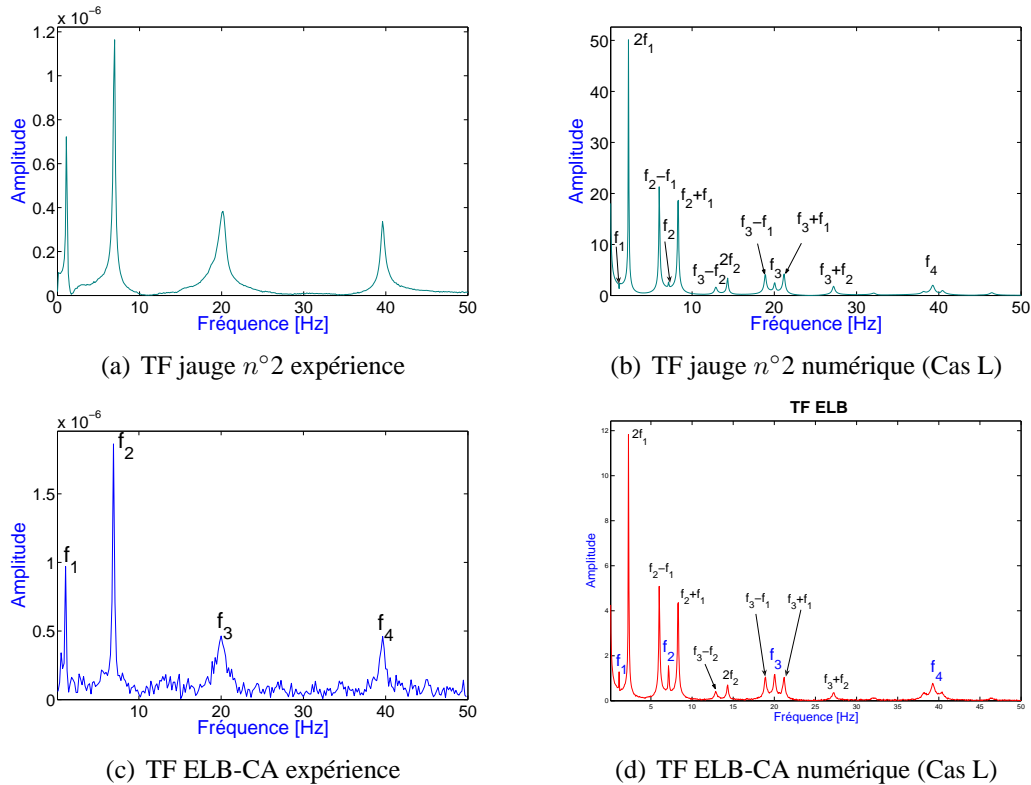 x 10⁻⁶
1.2
1
0.8
0.6
0.4
0.2
0
0 10 20 30 40 50
Amplitude
Fréquence [Hz]
(a) TF jauge n°2 expérience
50
40
30
20
10
0
10 20 30 40 50
Amplitude
Fréquence [Hz]
2f₁
f₂−f₁
f₂+f₁
f₁
f₂
f₃−f₂
2f₂
f₃−f₁
f₃
f₃+f₁
f₃+f₂
f₄
(b) TF jauge n°2 numérique (Cas L)
x 10⁻⁶
1.5
1
0.5
0
10 20 30 40 50
Amplitude
Fréquence [Hz]
f₁
f₂
f₃
f₄
(c) TF ELB-CA expérience
TF ELB
12
10
8
6
4
2
0
5 10 15 20 25 30 35 40 45 50
Amplitude
Fréquence [Hz]
2f₁
f₂−f₁
f₂+f₁
f₁
f₂
f₃−f₂
2f₂
f₃−f₁
f₃
f₃+f₁
f₃+f₂
f₄
(d) TF ELB-CA numérique (Cas L)